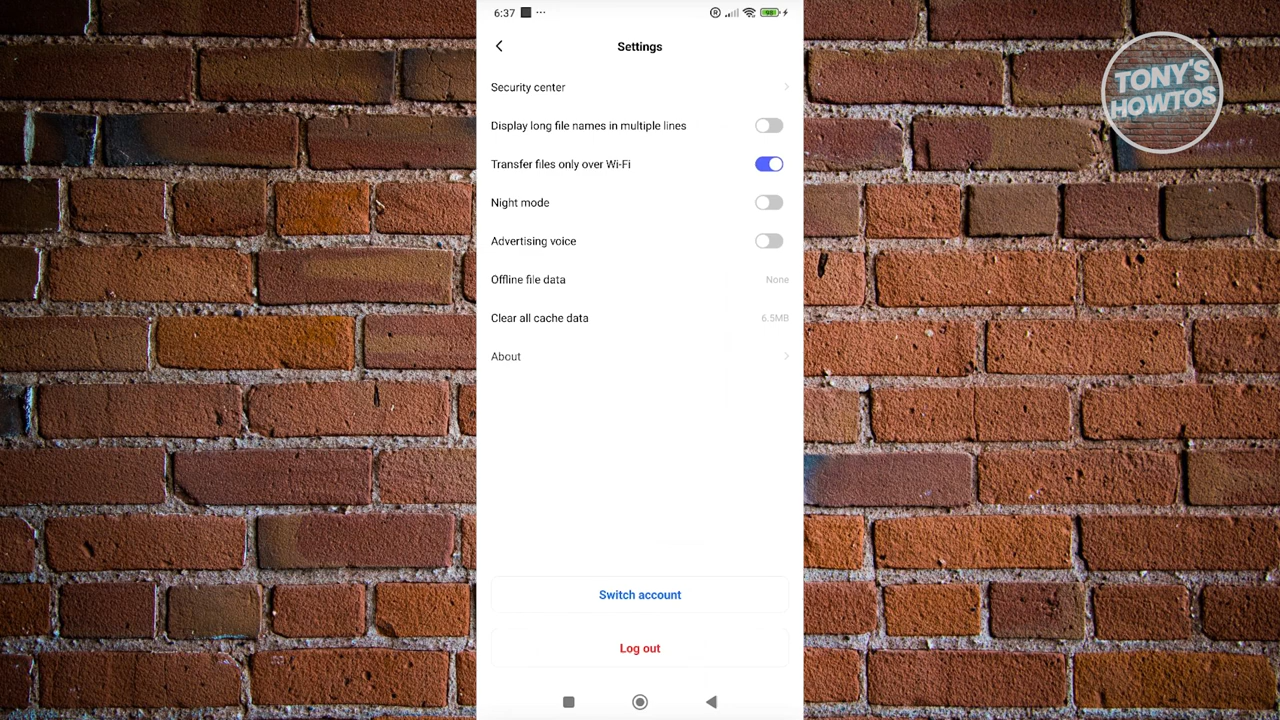 6:37
Settings
Security center
Display long file names in multiple lines
Transfer files only over Wi-Fi
Night mode
Advertising voice
Offline file data None
Clear all cache data 6.5MB
About
Switch account
Log out
TONY'S
HOWTOS